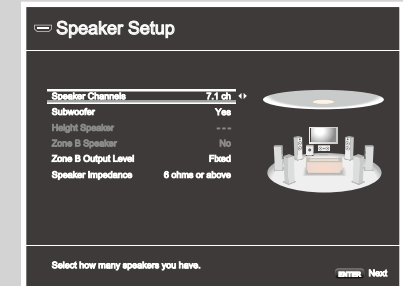 Speaker Setup
Speaker Channels 7.1 ch
Subwoofer Yes
Height Speaker ---
Zone B Speaker No
Zone B Output Level Fixed
Speaker Impedance 6 ohms or above
Select how many speakers you have.
ENTER Next